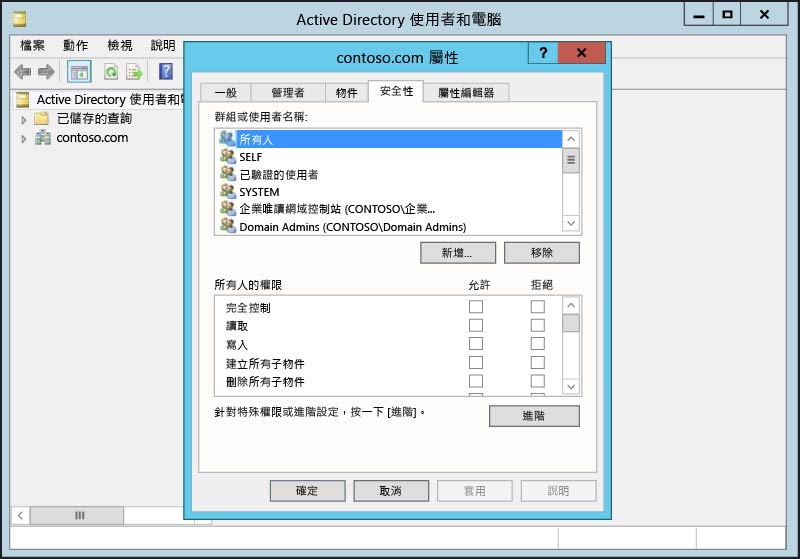 Active Directory 使用者和電腦
檔案 動作 檢視 說明
contoso.com 屬性
?
Active Directory 使用者和電
已儲存的查詢
contoso.com
一般 管理者 物件 安全性 屬性編輯器
群組或使用者名稱:
所有人
SELF
已驗證的使用者
SYSTEM
企業唯讀網域控制站 (CONTOSO\企業...
Domain Admins (CONTOSO\Domain Admins)
新增... 移除
所有人的權限 允許 拒絕
完全控制
讀取
寫入
建立所有子物件
刪除所有子物件
針對特殊權限或進階設定，按一下 [進階]。
進階
確定 取消 套用 說明